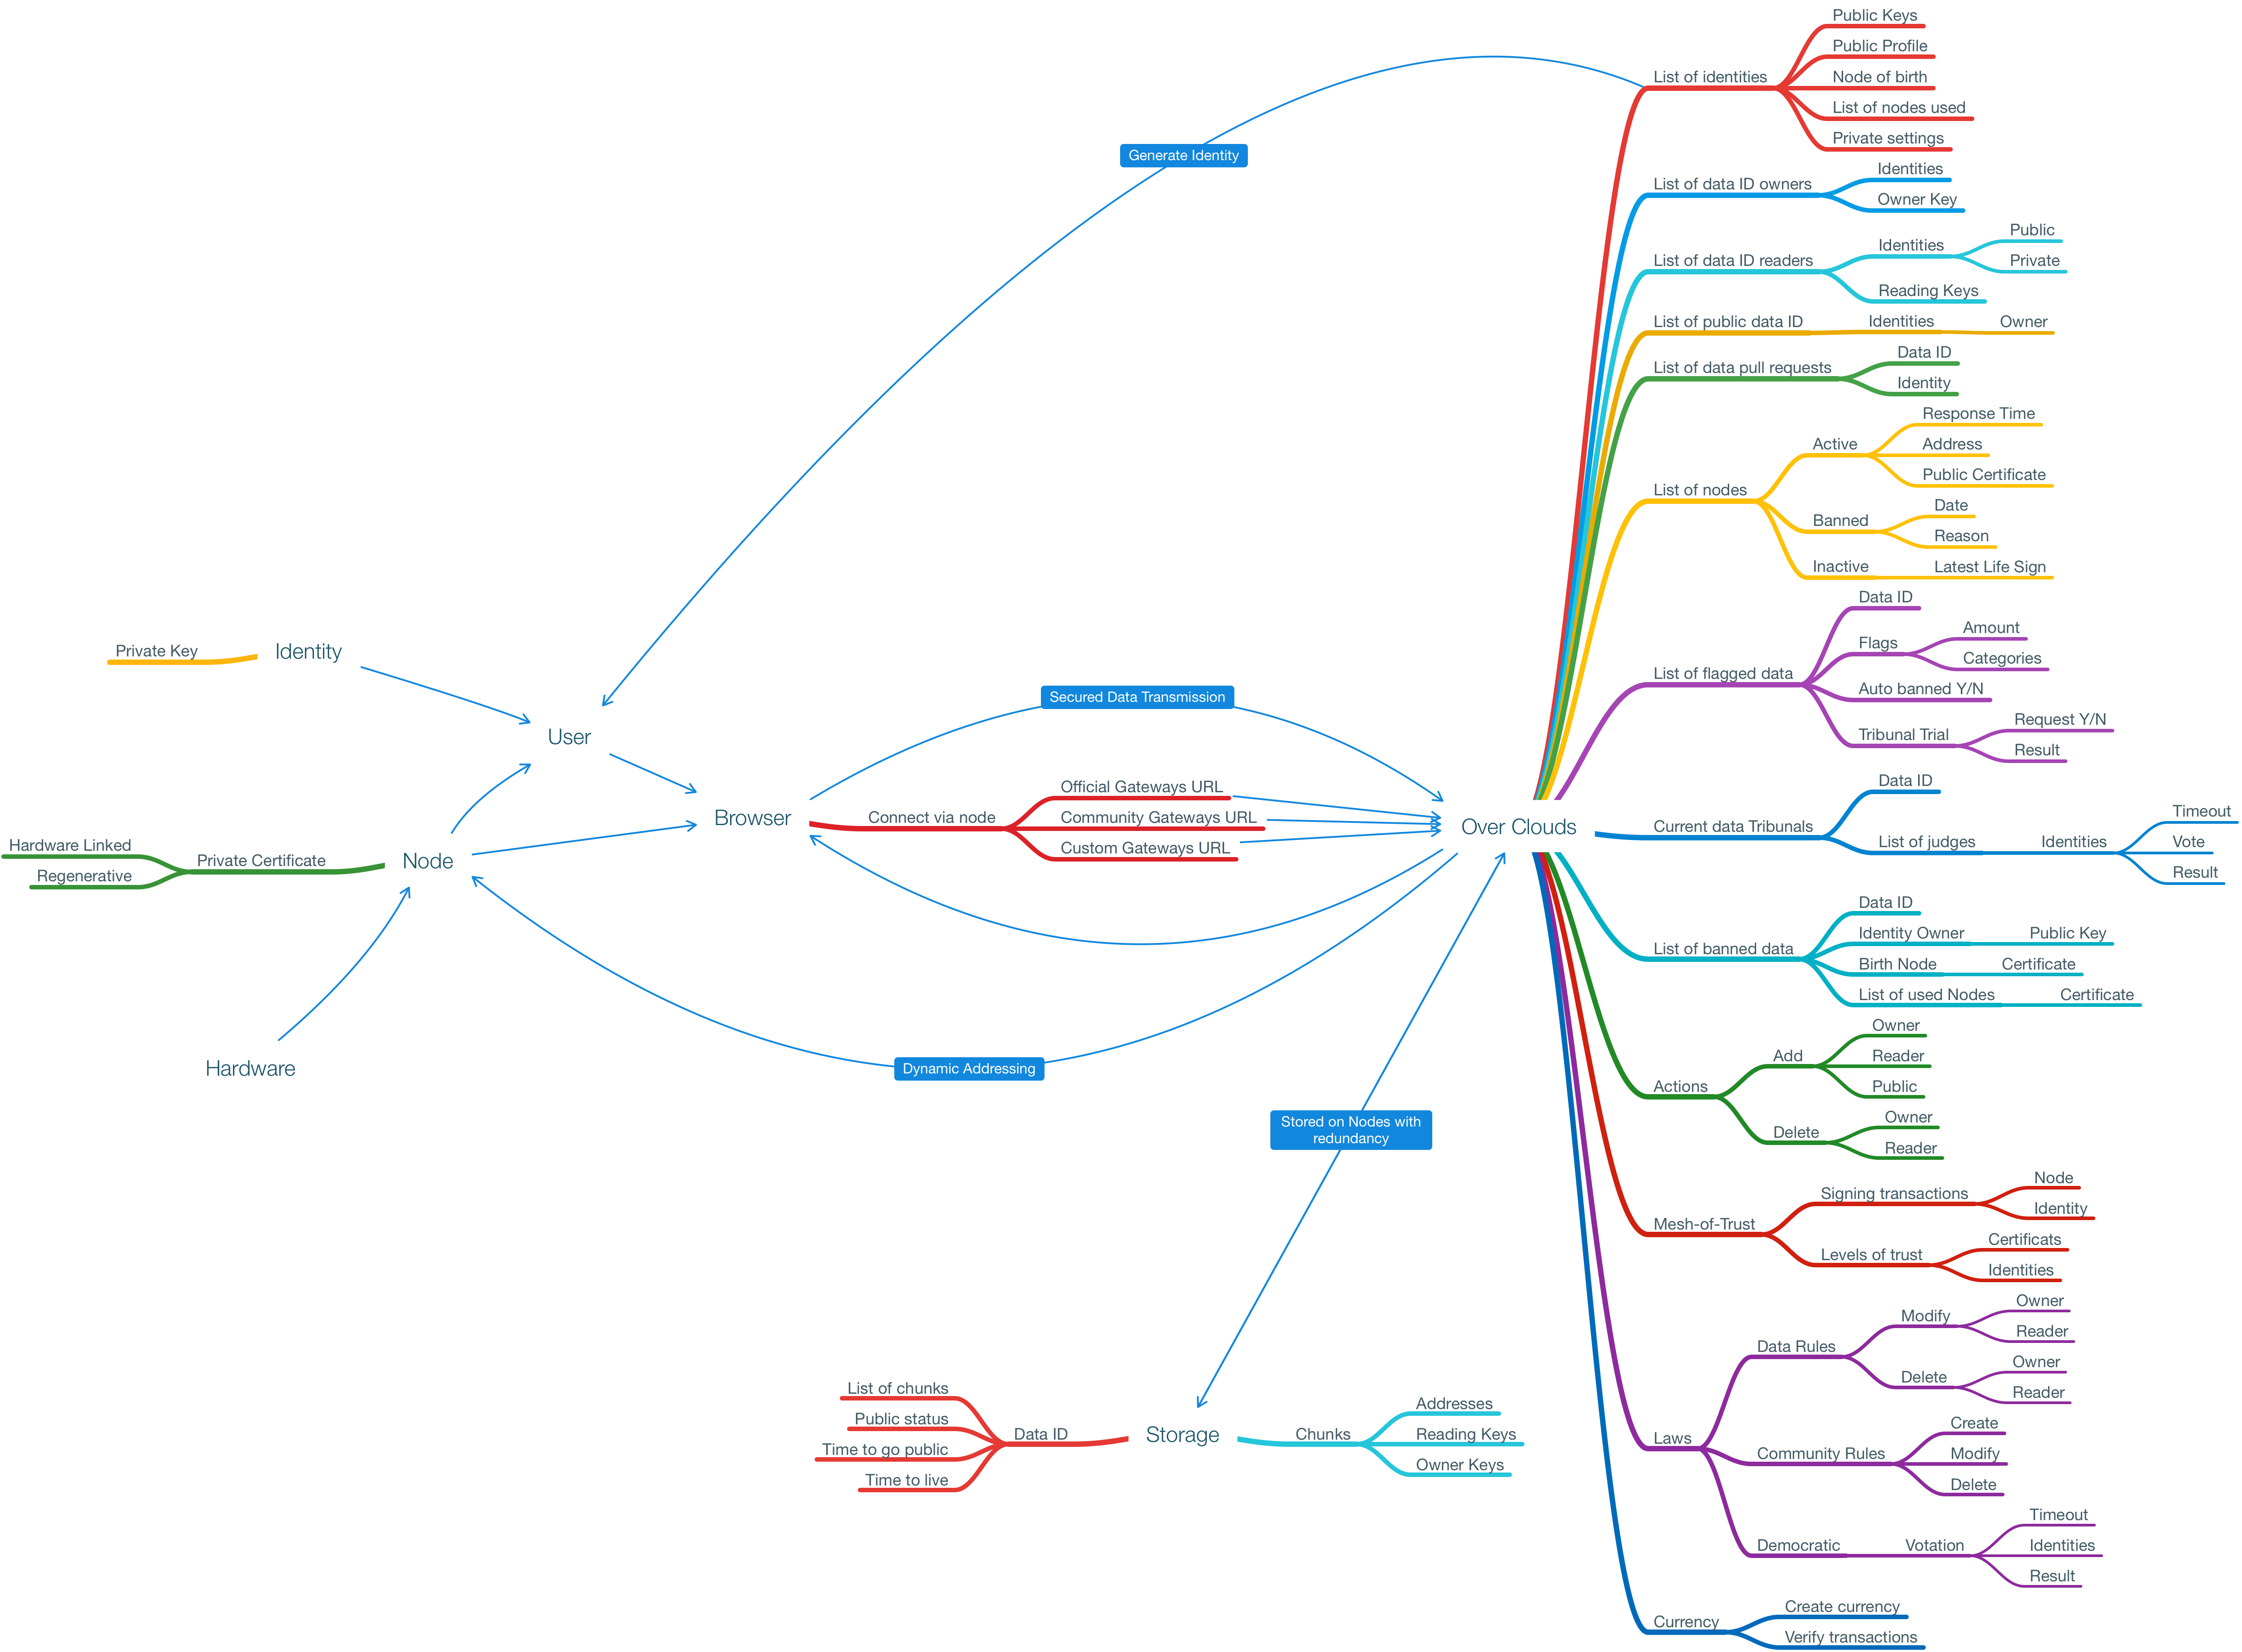 Public Keys
Public Profile
List of identities
Node of birth
List of nodes used
Private settings
Generate Identity
List of data ID owners
Identities
Owner Key
List of data ID readers
Identities
Public
Private
Reading Keys
List of public data ID
Identities
Owner
List of data pull requests
Data ID
Identity
List of nodes
Active
Response Time
Address
Public Certificate
Banned
Date
Reason
Inactive
Latest Life Sign
List of flagged data
Data ID
Flags
Amount
Categories
Auto banned Y/N
Tribunal Trial
Request Y/N
Result
Private Key
Identity
User
Secured Data Transmission
Browser
Connect via node
Official Gateways URL
Community Gateways URL
Custom Gateways URL
Over Clouds
Current data Tribunals
Data ID
List of judges
Identities
Timeout
Vote
Result
Hardware Linked
Regenerative
Private Certificate
Node
Hardware
Dynamic Addressing
List of banned data
Data ID
Identity Owner
Public Key
Birth Node
Certificate
List of used Nodes
Certificate
Actions
Add
Owner
Reader
Public
Delete
Owner
Reader
Stored on Nodes with
redundancy
Mesh-of-Trust
Signing transactions
Node
Identity
Levels of trust
Certificats
Identities
Laws
Data Rules
Modify
Owner
Reader
Delete
Owner
Reader
Community Rules
Create
Modify
Delete
Democratic
Votation
Timeout
Identities
Result
List of chunks
Public status
Time to go public
Time to live
Data ID
Storage
Chunks
Addresses
Reading Keys
Owner Keys
Currency
Create currency
Verify transactions